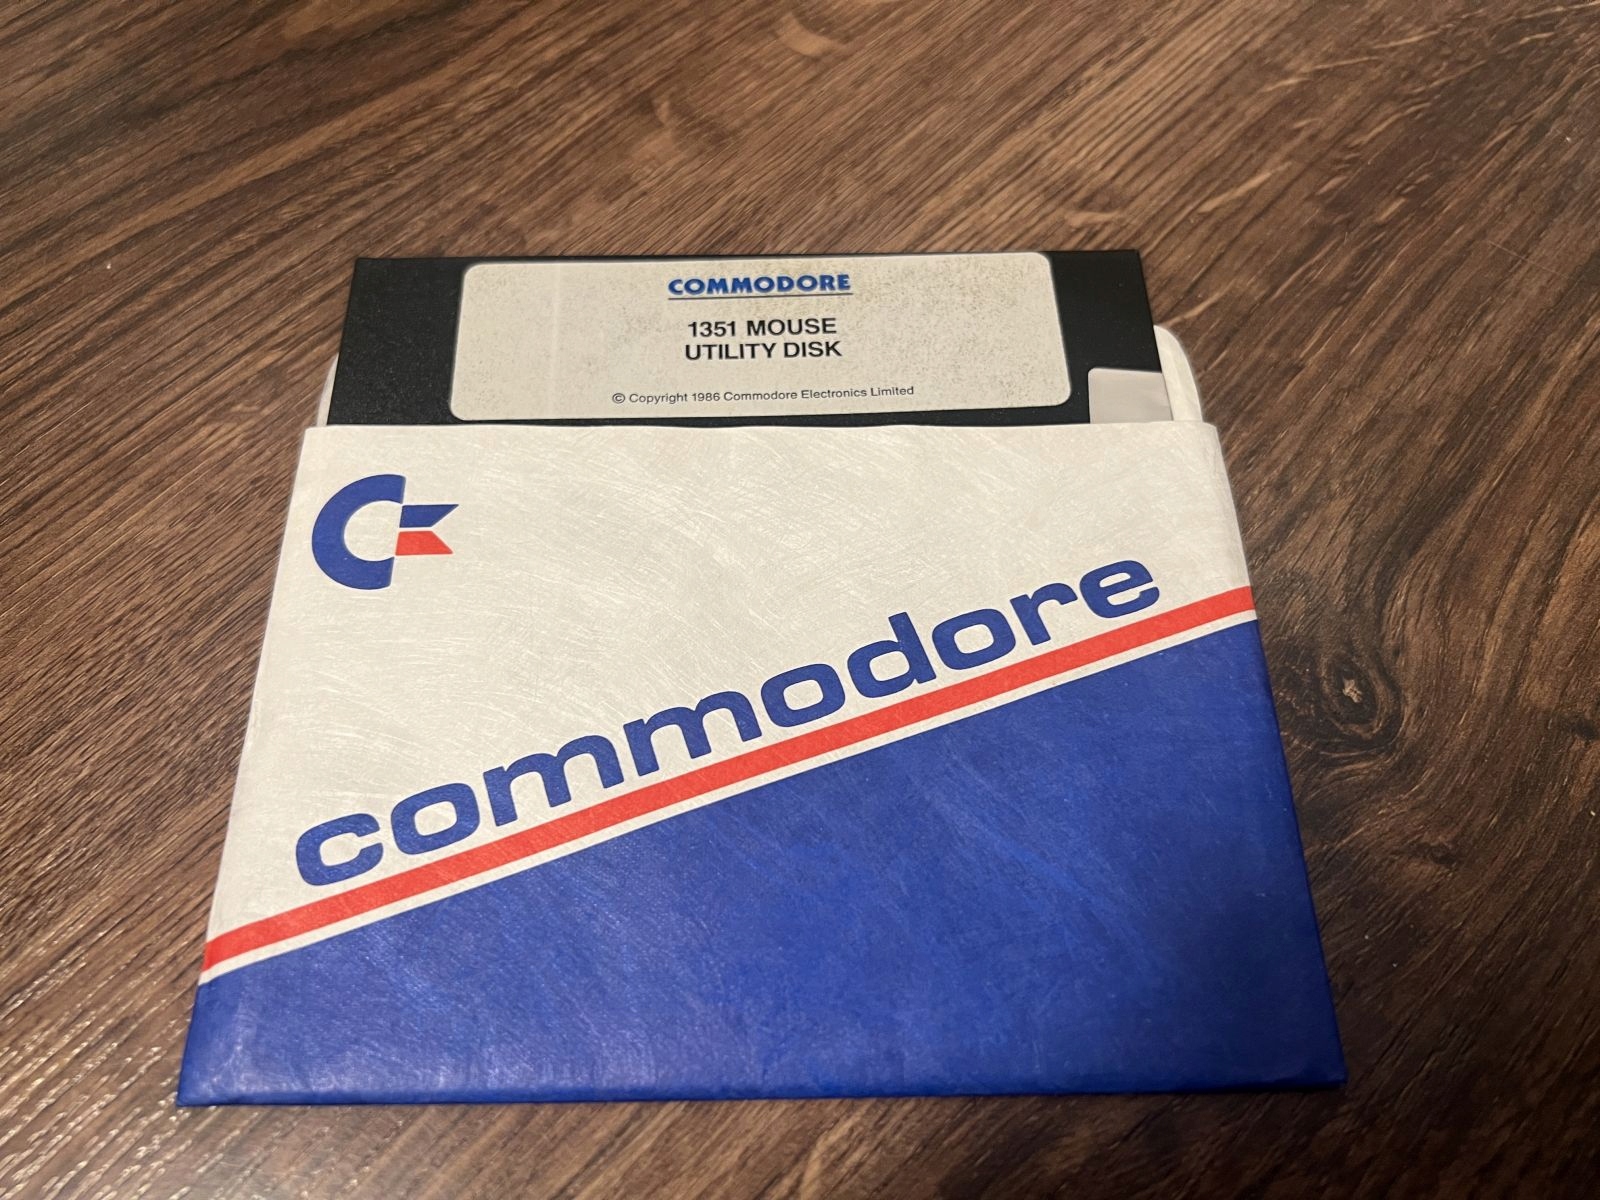 COMMODORE
1351 MOUSE
UTILITY DISK
© Copyright 1986 Commodore Electronics Limited
commodore